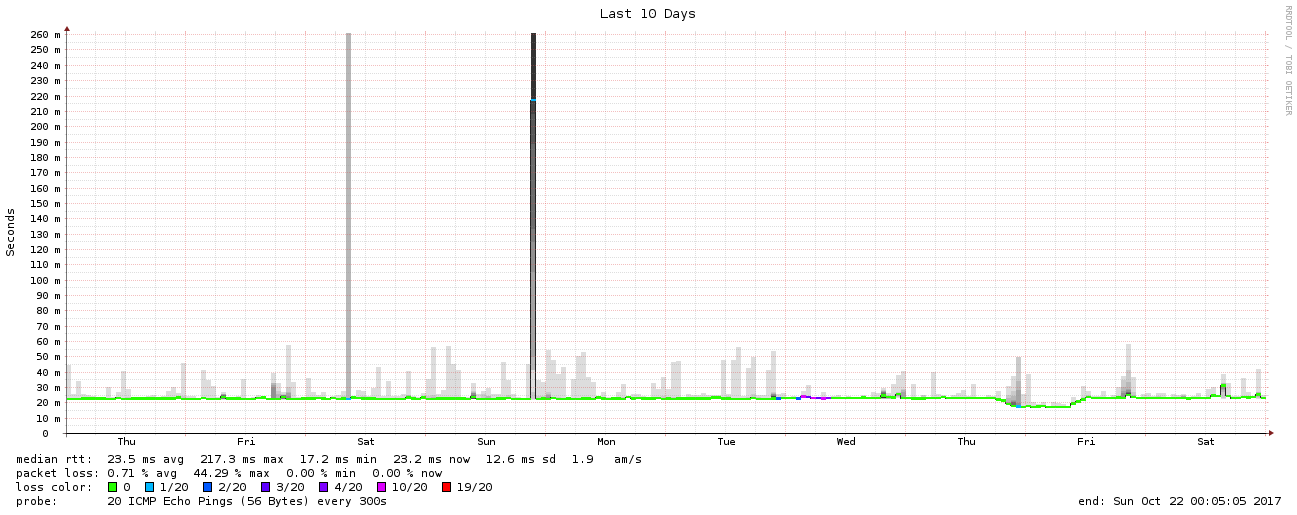 Last 10 Days
RRDTOOL / TOBI OETIKER
Seconds
260 m
250 m
240 m
230 m
220 m
210 m
200 m
190 m
180 m
170 m
160 m
150 m
140 m
130 m
120 m
110 m
100 m
90 m
80 m
70 m
60 m
50 m
40 m
30 m
20 m
10 m
0
Thu Fri Sat Sun Mon Tue Wed Thu Fri Sat
median rtt: 23.5 ms avg 217.3 ms max 17.2 ms min 23.2 ms now 12.6 ms sd 1.9 am/s
packet loss: 0.71 % avg 44.29 % max 0.00 % min 0.00 % now
loss color: 0 1/20 2/20 3/20 4/20 10/20 19/20
probe: 20 ICMP Echo Pings (56 Bytes) every 300s end: Sun Oct 22 00:05:05 2017